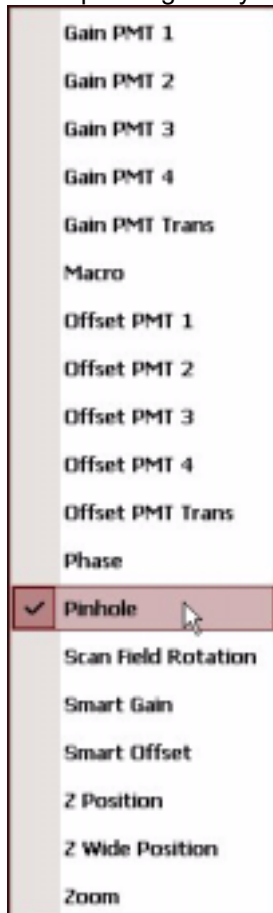 Gain PMT 1
Gain PMT 2
Gain PMT 3
Gain PMT 4
Gain PMT Trans
Macro
Offset PMT 1
Offset PMT 2
Offset PMT 3
Offset PMT 4
Offset PMT Trans
Phase
Pinhole
Scan Field Rotation
Smart Gain
Smart Offset
Z Position
Z Wide Position
Zoom